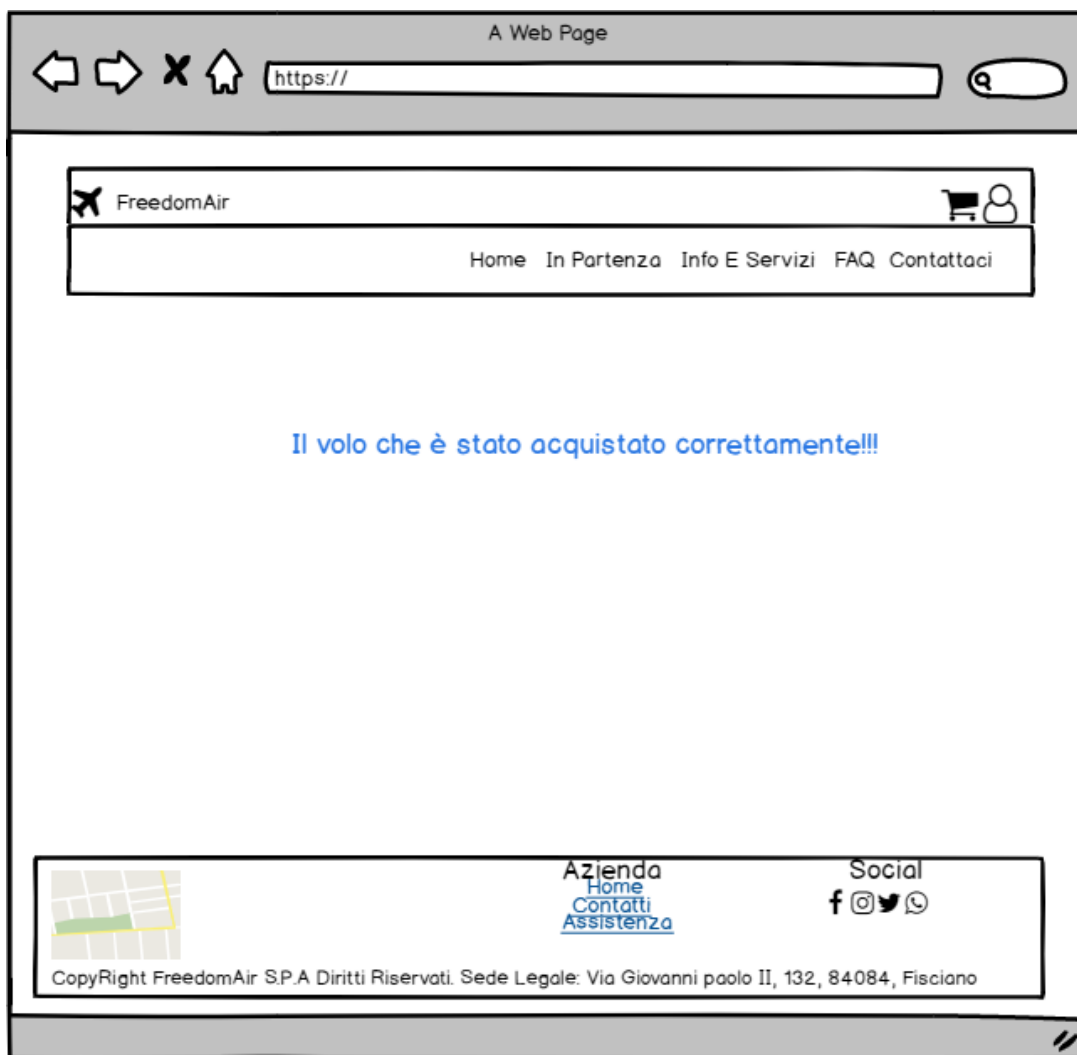 A Web Page
https://
FreedomAir
Home In Partenza Info E Servizi FAQ Contattaci
Il volo che è stato acquistato correttamente!!!
Azienda
Home
Contatti
Assistenza
Social
CopyRight FreedomAir S.P.A Diritti Riservati. Sede Legale: Via Giovanni paolo II, 132, 84084, Fisciano